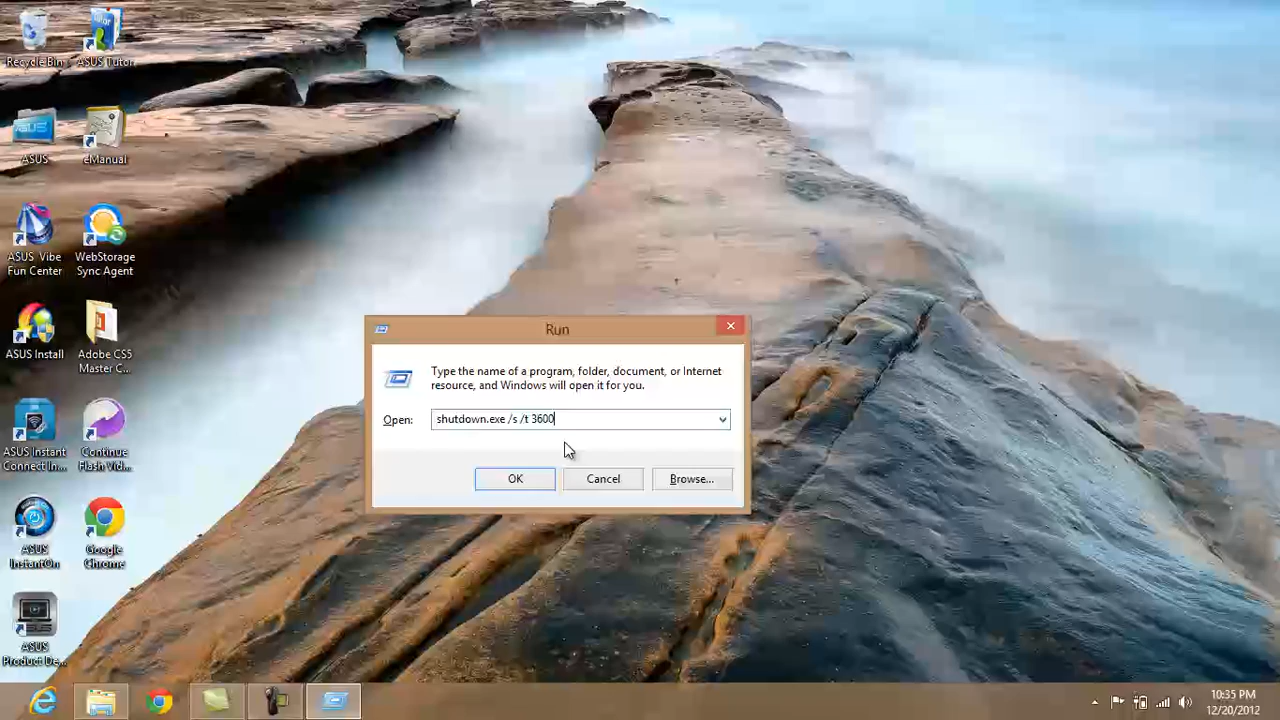 Recycle Bin
ASUS Tutor
ASUS
ASUS
eManual
ASUS Vibe
Fun Center
WebStorage
Sync Agent
ASUS Install
Adobe CS5
Master C...
ASUS Instant
Connect In...
Continue
Flash Vid...
ASUS
InstantOn
Google
Chrome
ASUS
Product De...
Run
Type the name of a program, folder, document, or Internet
resource, and Windows will open it for you.
Open:
shutdown.exe /s /t 3600
OK
Cancel
Browse...
10:35 PM
12/20/2012